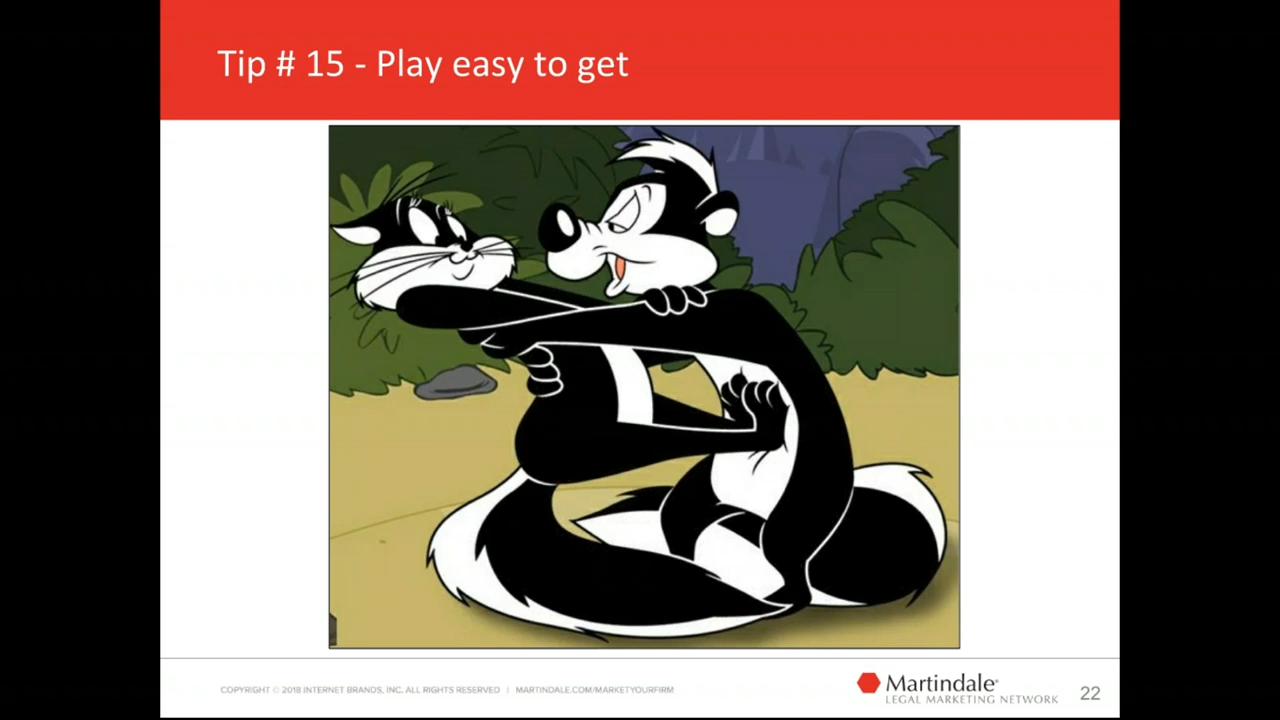 Tip # 15 - Play easy to get
COPYRIGHT © 2018 INTERNET BRANDS, INC. ALL RIGHTS RESERVED | MARTINDALE.COM/MARKETYOURFIRM
Martindale®
LEGAL MARKETING NETWORK
22